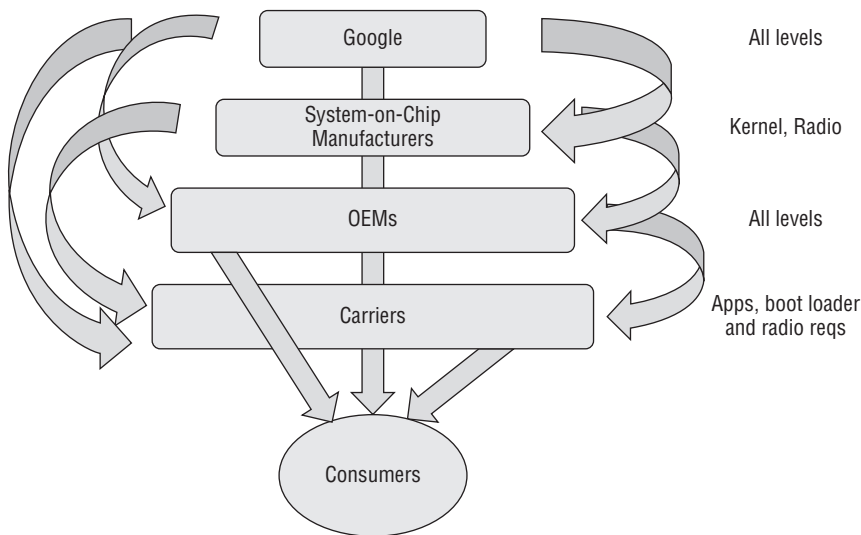 Google
All levels
System-on-Chip
Manufacturers
Kernel, Radio
OEMs
All levels
Carriers
Apps, boot loader
and radio reqs
Consumers